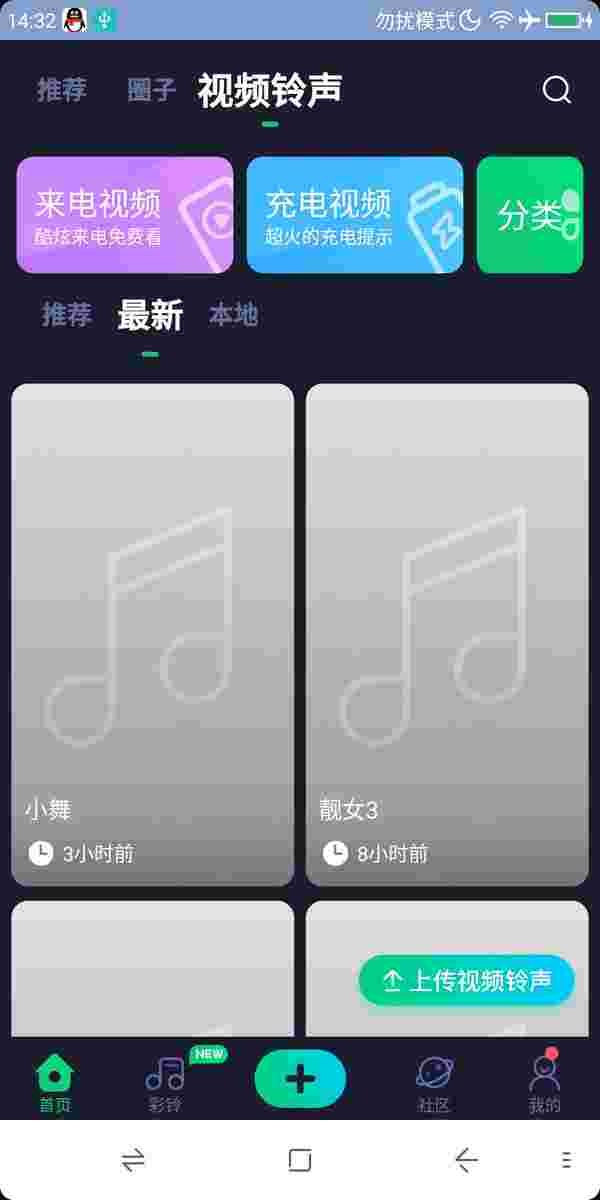 14:32 勿扰模式
推荐 圈子 视频铃声
来电视频
酷炫来电免费看
充电视频
超火的充电提示
分类
推荐 最新 本地
小舞
3小时前
靓女3
8小时前
上传视频铃声
NEW
首页 彩铃 社区 我的